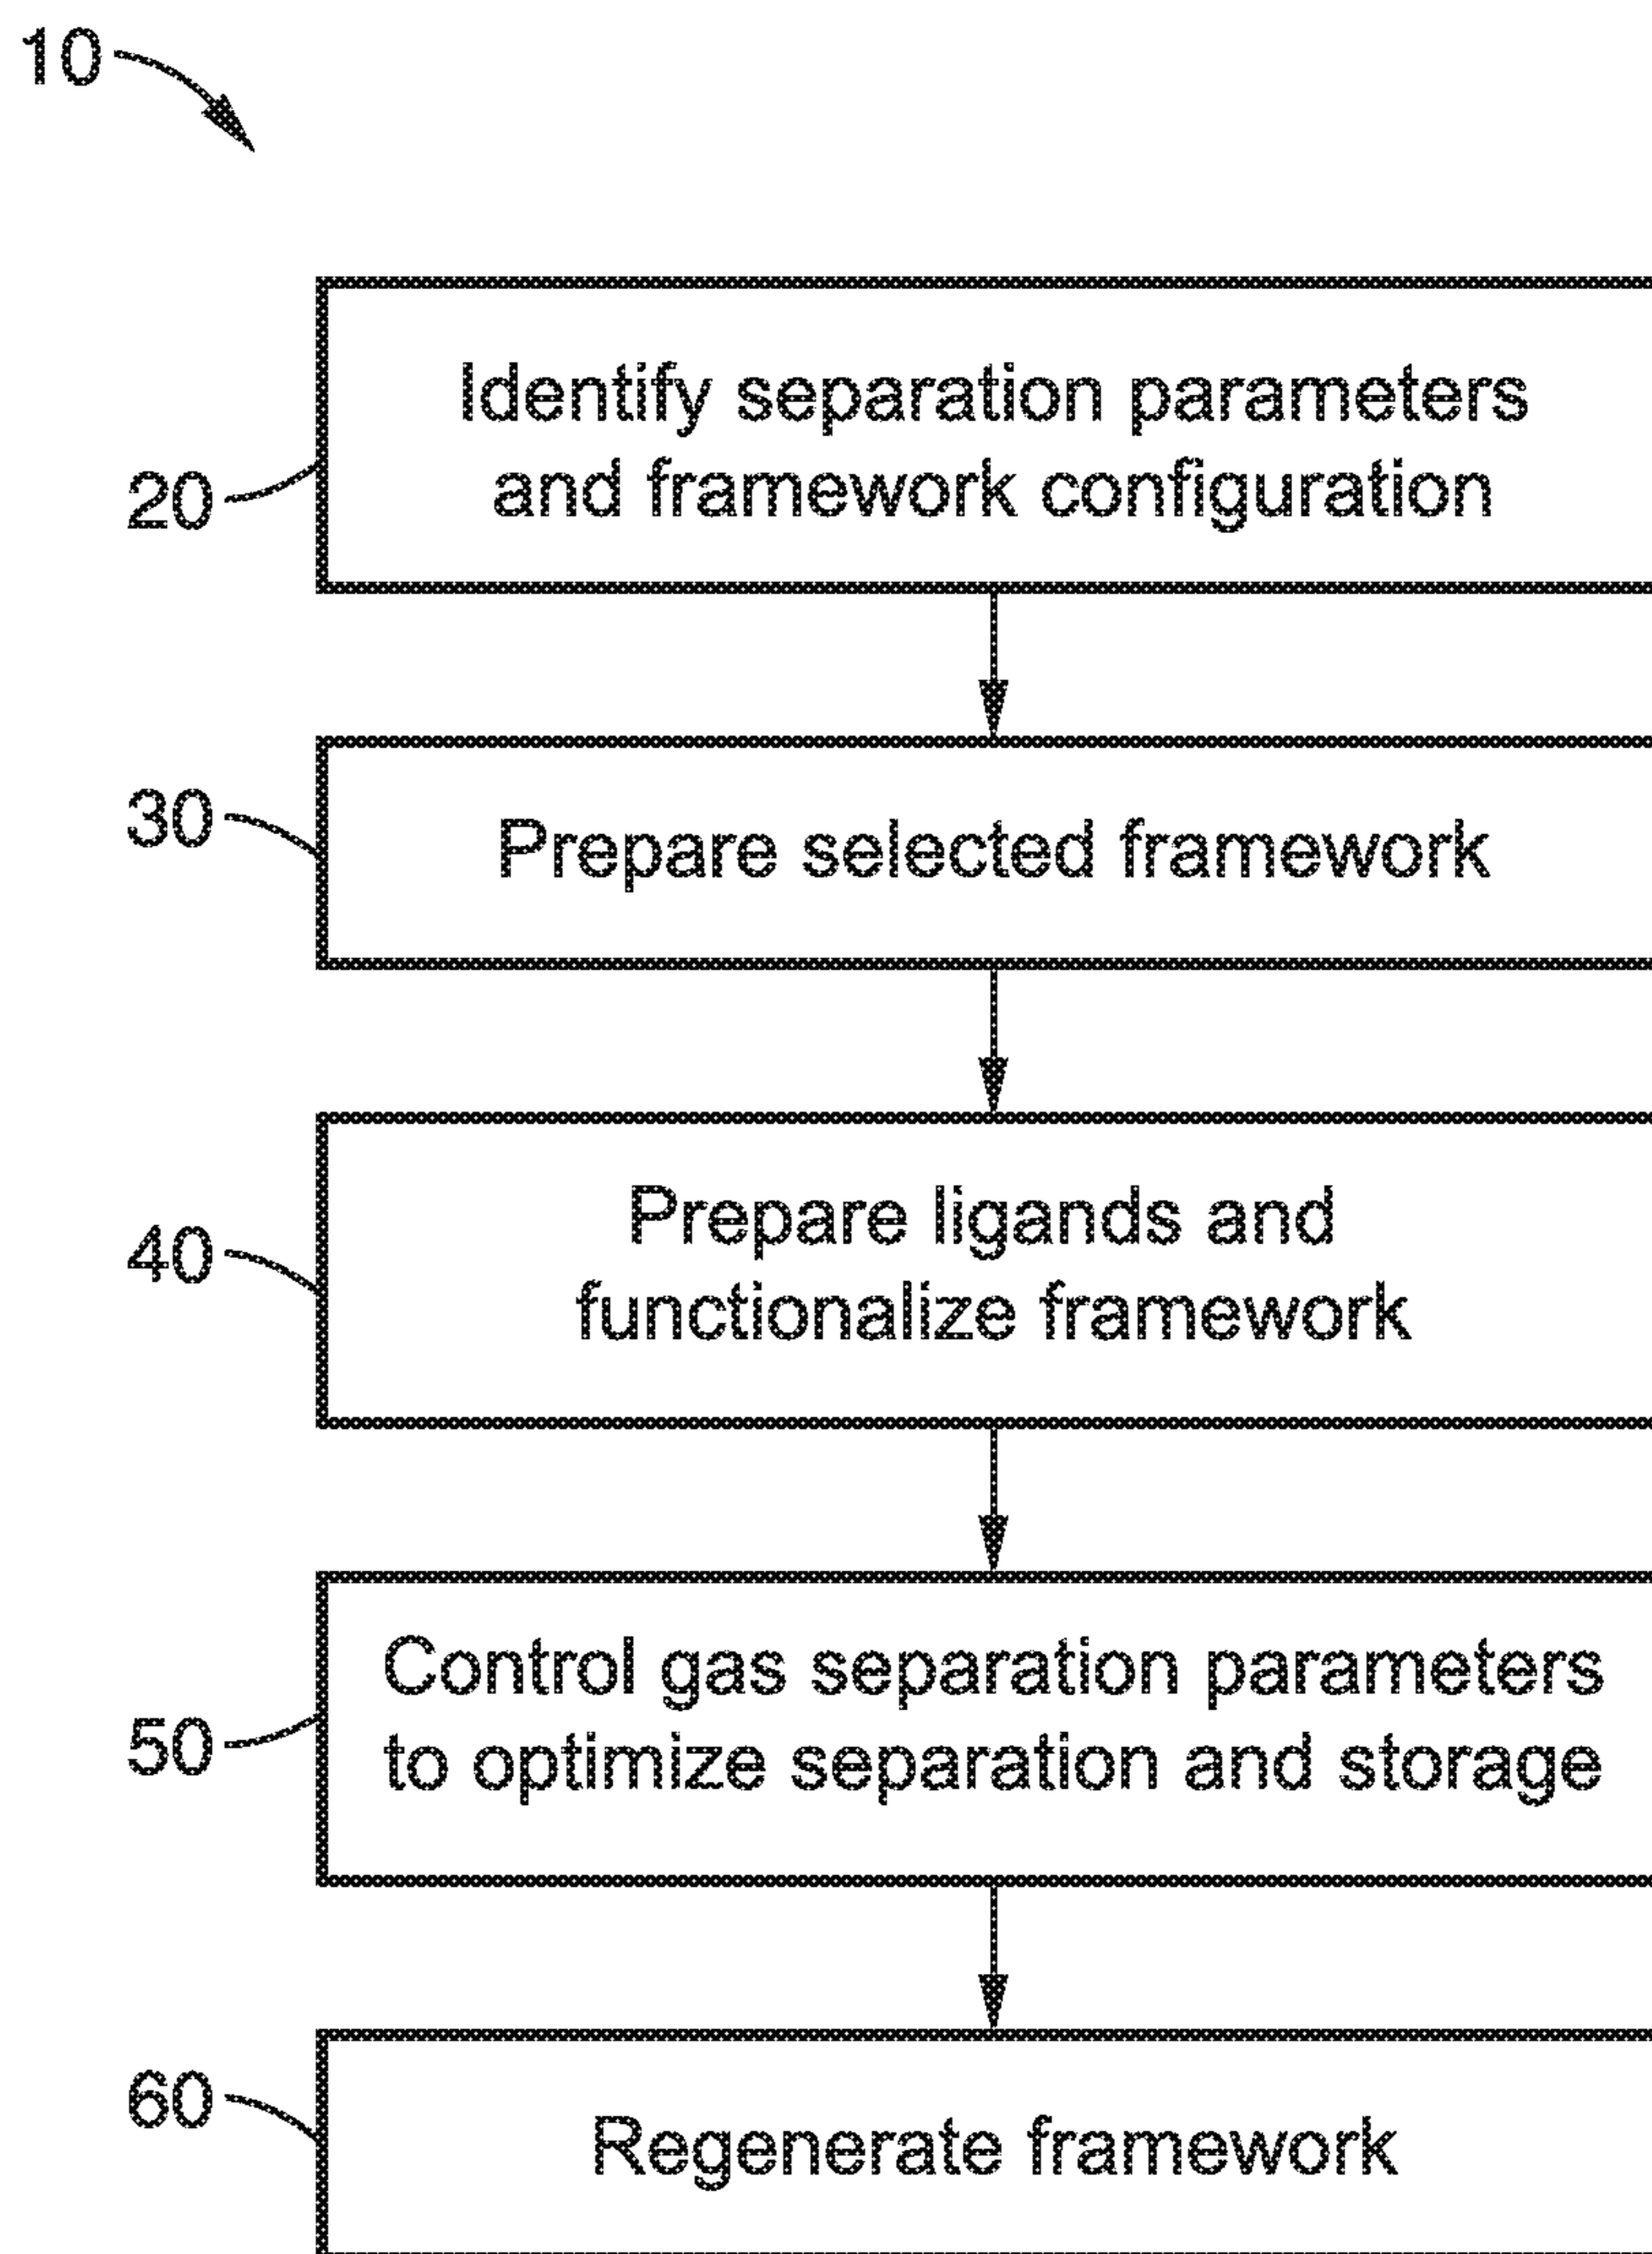 10
Identify separation parameters
and framework configuration
20
30
Prepare selected framework
Prepare ligands and
40
functionalize framework
Control gas separation parameters
50
to optimize separation and storage
60
Regenerate framework